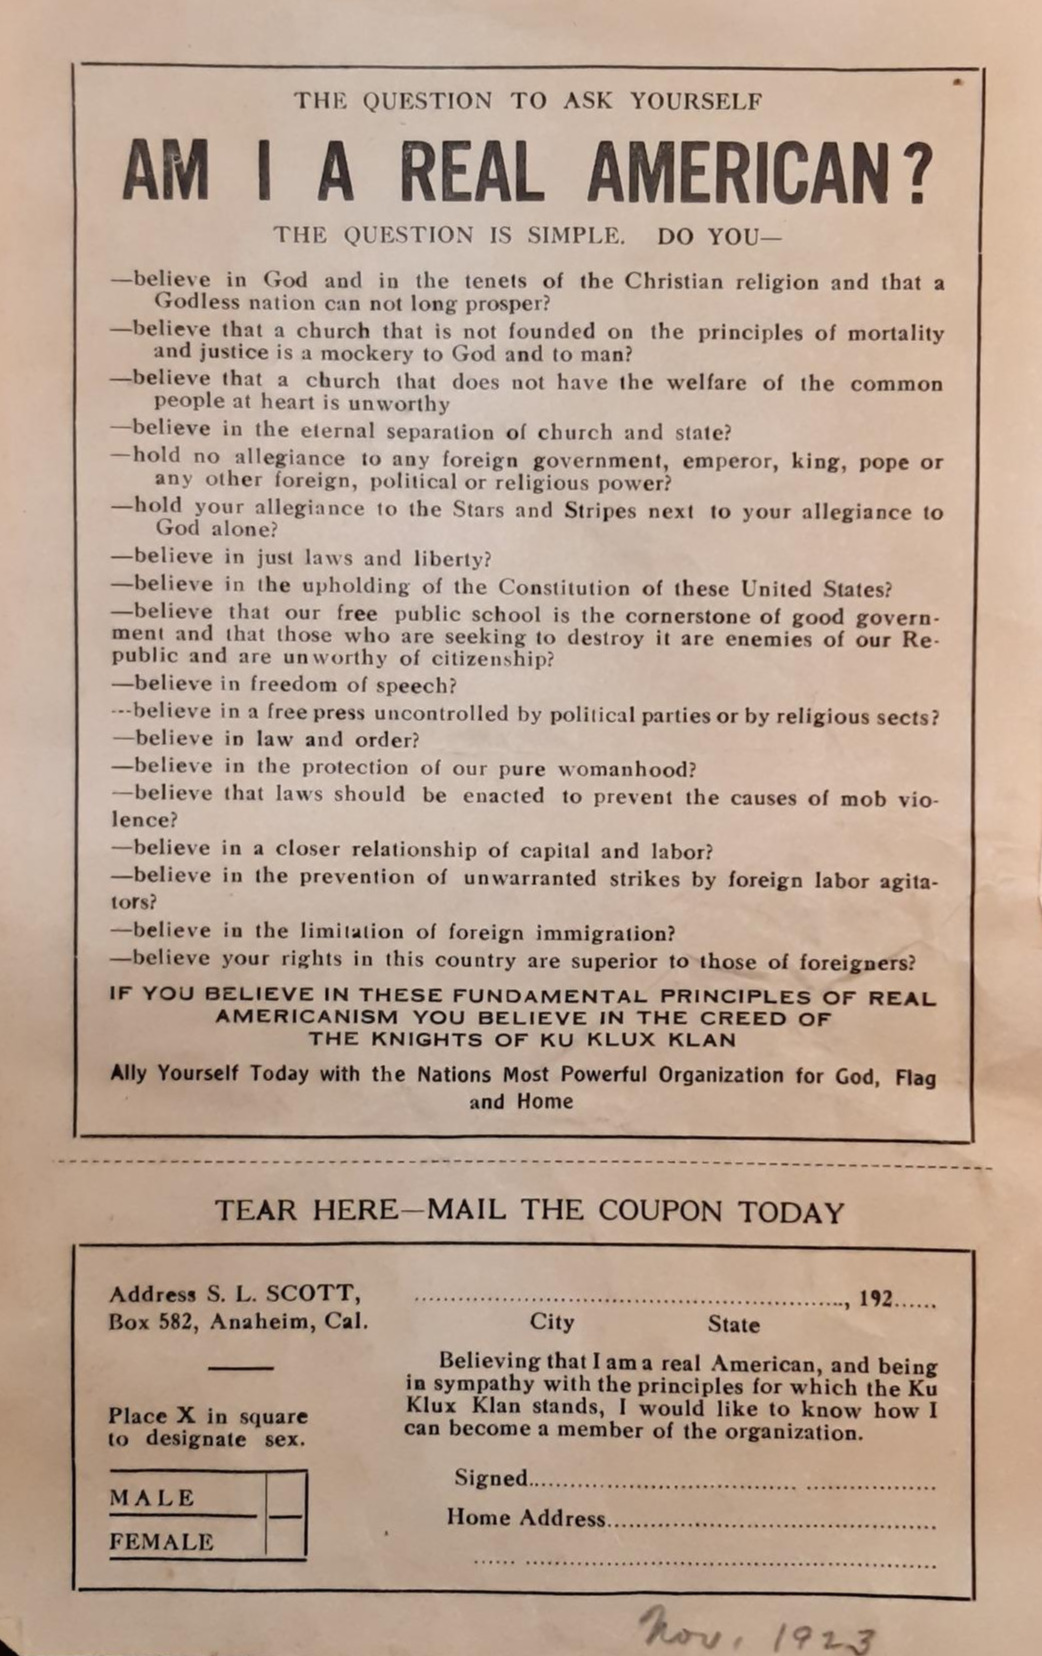 THE QUESTION TO ASK YOURSELF
AM I A REAL AMERICAN?
THE QUESTION IS SIMPLE. DO YOU—
—believe in God and in the tenets of the Christian religion and that a
Godless nation can not long prosper?
—believe that a church that is not founded on the principles of mortality
and justice is a mockery to God and to man?
—believe that a church that does not have the welfare of the common
people at heart is unworthy
—believe in the eternal separation of church and state?
—hold no allegiance to any foreign government, emperor, king, pope or
any other foreign, political or religious power?
—hold your allegiance to the Stars and Stripes next to your allegiance to
God alone?
—believe in just laws and liberty?
—believe in the upholding of the Constitution of these United States?
—believe that our free public school is the cornerstone of good govern-
ment and that those who are seeking to destroy it are enemies of our Re-
public and are unworthy of citizenship?
—believe in freedom of speech?
---believe in a free press uncontrolled by political parties or by religious sects?
—believe in law and order?
—believe in the protection of our pure womanhood?
—believe that laws should be enacted to prevent the causes of mob vio-
lence?
—believe in a closer relationship of capital and labor?
—believe in the prevention of unwarranted strikes by foreign labor agita-
tors?
—believe in the limitation of foreign immigration?
—believe your rights in this country are superior to those of foreigners?
IF YOU BELIEVE IN THESE FUNDAMENTAL PRINCIPLES OF REAL
AMERICANISM YOU BELIEVE IN THE CREED OF
THE KNIGHTS OF KU KLUX KLAN
Ally Yourself Today with the Nations Most Powerful Organization for God, Flag
and Home
TEAR HERE—MAIL THE COUPON TODAY
Address S. L. SCOTT,
Box 582, Anaheim, Cal.
Place X in square
to designate sex.
MALE
FEMALE
......................................................, 192......
City State
Believing that I am a real American, and being
in sympathy with the principles for which the Ku
Klux Klan stands, I would like to know how I
can become a member of the organization.
Signed......................................................
Home Address......................................................
Nov. 1923